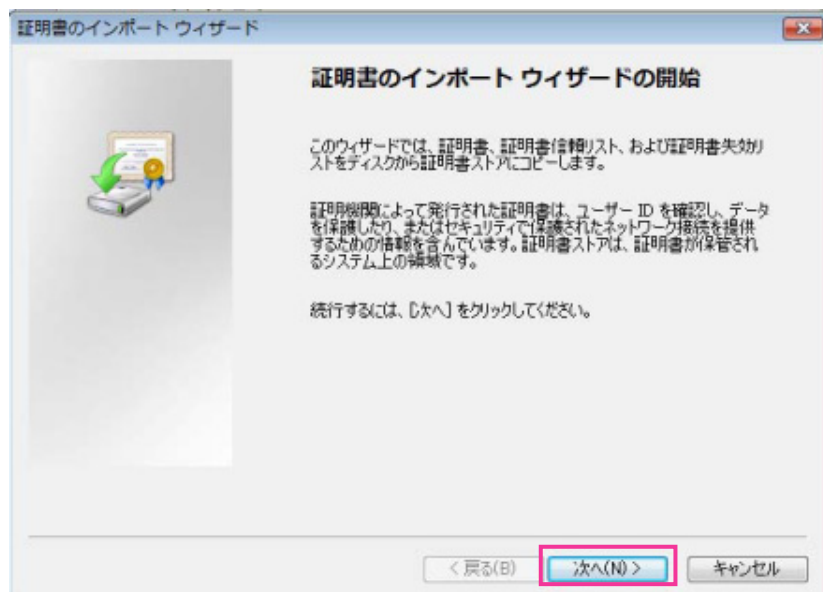 証明書のインポート ウィザード
証明書のインポート ウィザードの開始
このウィザードでは、証明書、証明書信頼リスト、および証明書失効リ
ストをディスクから証明書ストアにコピーします。
証明機関によって発行された証明書は、ユーザー ID を確認し、データ
を保護したり、またはセキュリティで保護されたネットワーク接続を提供
するための情報を含んでいます。証明書ストアは、証明書が保管され
るシステム上の領域です。
続行するには、[次へ] をクリックしてください。
< 戻る(B)
次へ(N) >
キャンセル